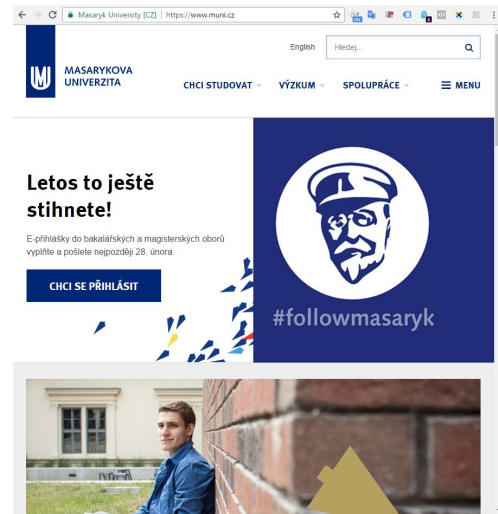 Masaryk University [CZ] | https://www.muni.cz
English
Hledej...
MASARYKOVA
UNIVERZITA
CHCI STUDOVAT
VÝZKUM
SPOLUPRÁCE
MENU
Letos to ještě
stihnete!
E-přihlášky do bakalářských a magisterských oborů
vyplňte a pošlete nejpozději 28. února.
CHCI SE PŘIHLÁSIT
#followmasaryk